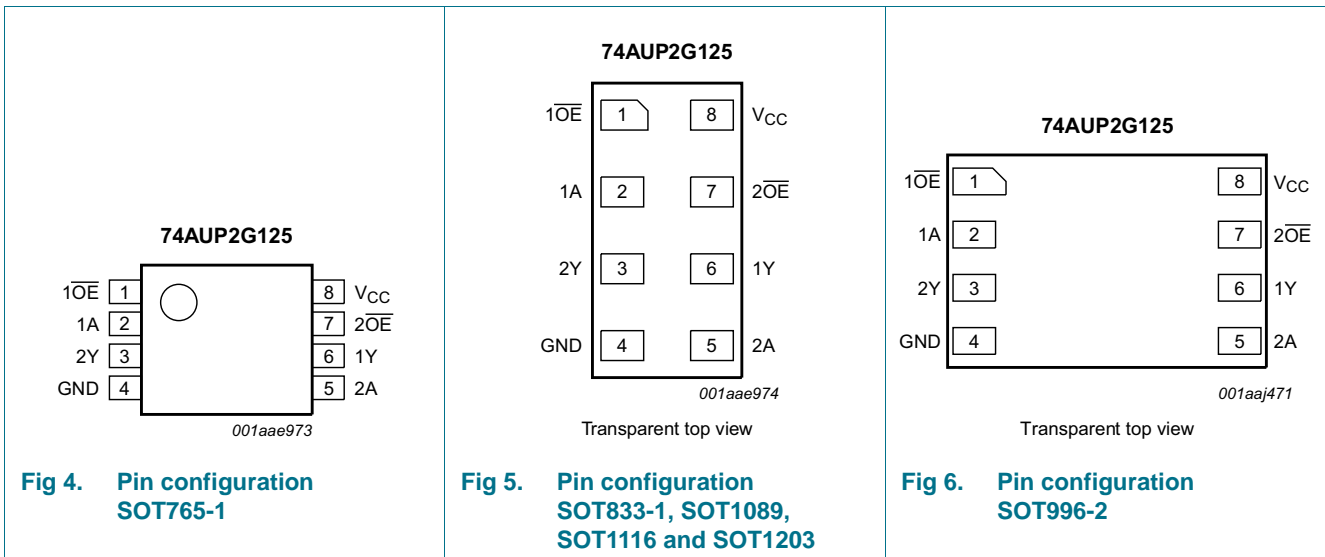 74AUP2G125
1OE 1 8 VCC
1A 2 7 2OE
2Y 3 6 1Y
GND 4 5 2A
001aae973
Fig 4. Pin configuration
SOT765-1
74AUP2G125
1OE 1 8 VCC
1A 2 7 2OE
2Y 3 6 1Y
GND 4 5 2A
001aae974
Transparent top view
Fig 5. Pin configuration
SOT833-1, SOT1089,
SOT1116 and SOT1203
74AUP2G125
1OE 1 8 VCC
1A 2 7 2OE
2Y 3 6 1Y
GND 4 5 2A
001aaj471
Transparent top view
Fig 6. Pin configuration
SOT996-2